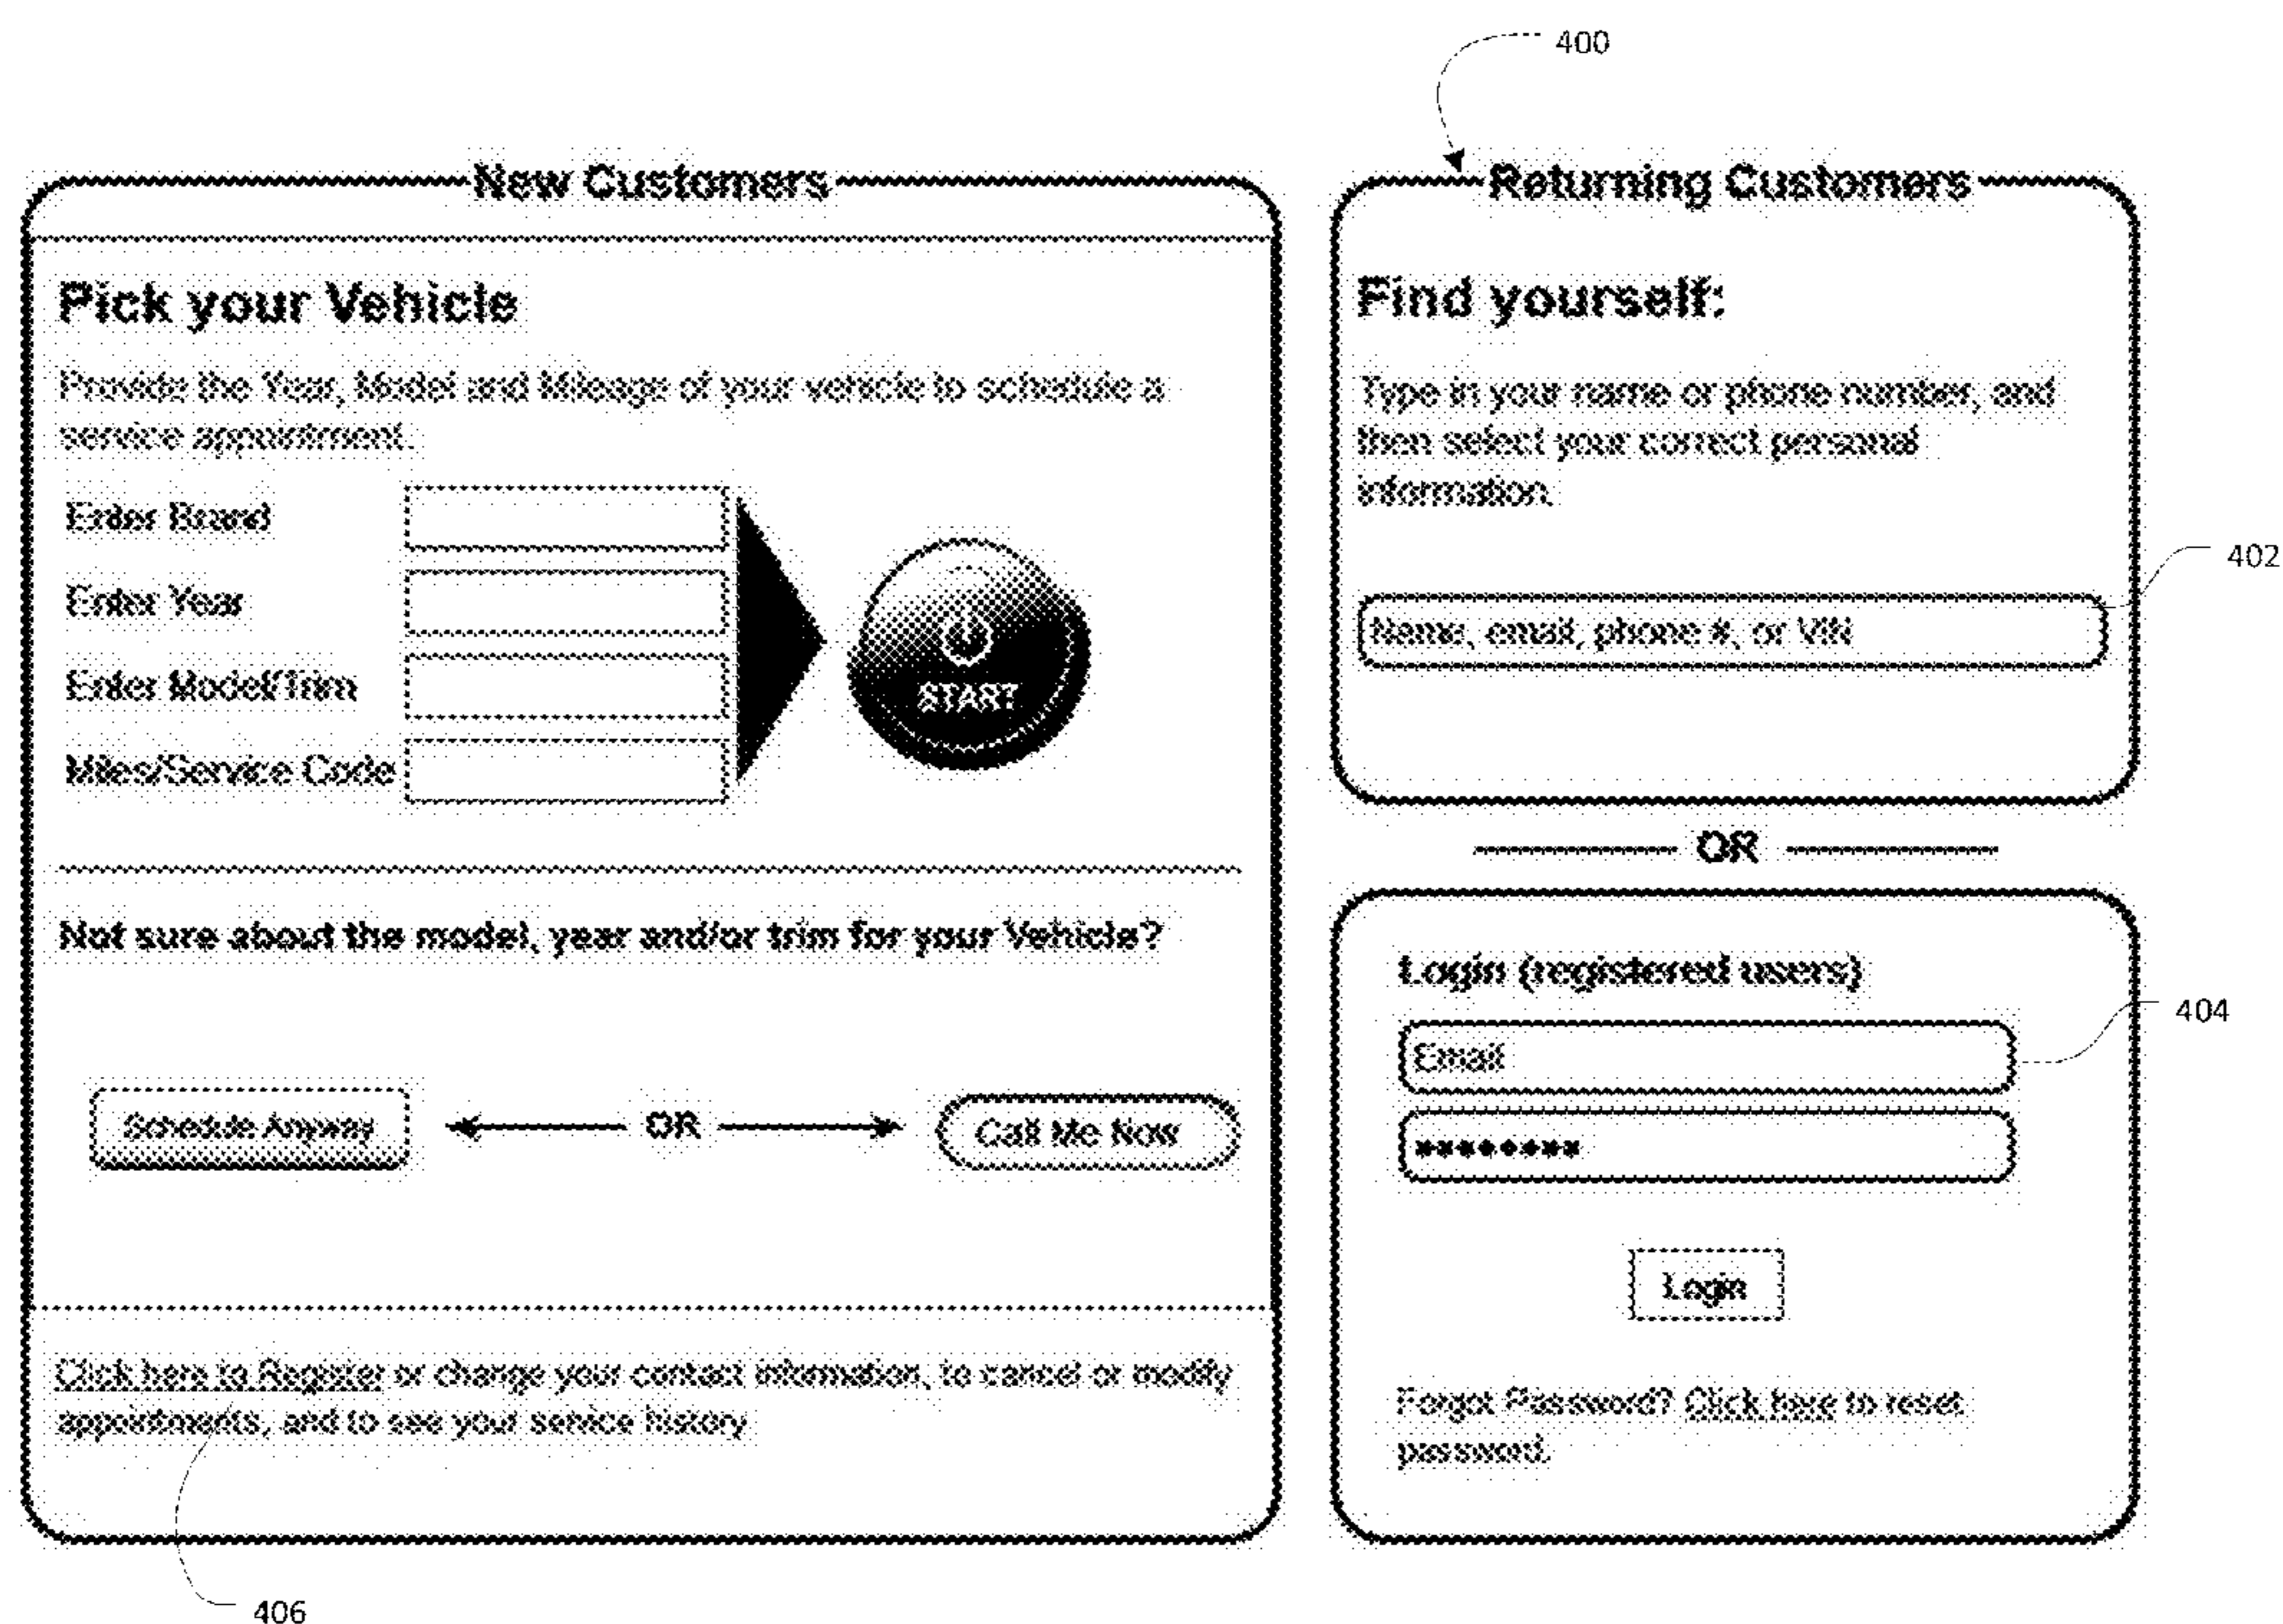 400
New Customers
Pick your Vehicle
Provide the Year, Model and Mileage of your vehicle to schedule a
service appointment.
Enter Brand
Enter Year
Enter Model/Trim
Miles/Service Code
START
Not sure about the model, year and/or trim for your Vehicle?
Schedule Anyway
OR
Call Me Now
Click here to Register or change your contact information, to cancel or modify
appointments, and to see your service history
406
Returning Customers
Find yourself:
Type in your name or phone number, and
then select your correct personal
information.
402
Name, email, phone #, or VIN
OR
Login (registered users)
404
Email
********
Login
Forgot Password? Click here to reset
password.